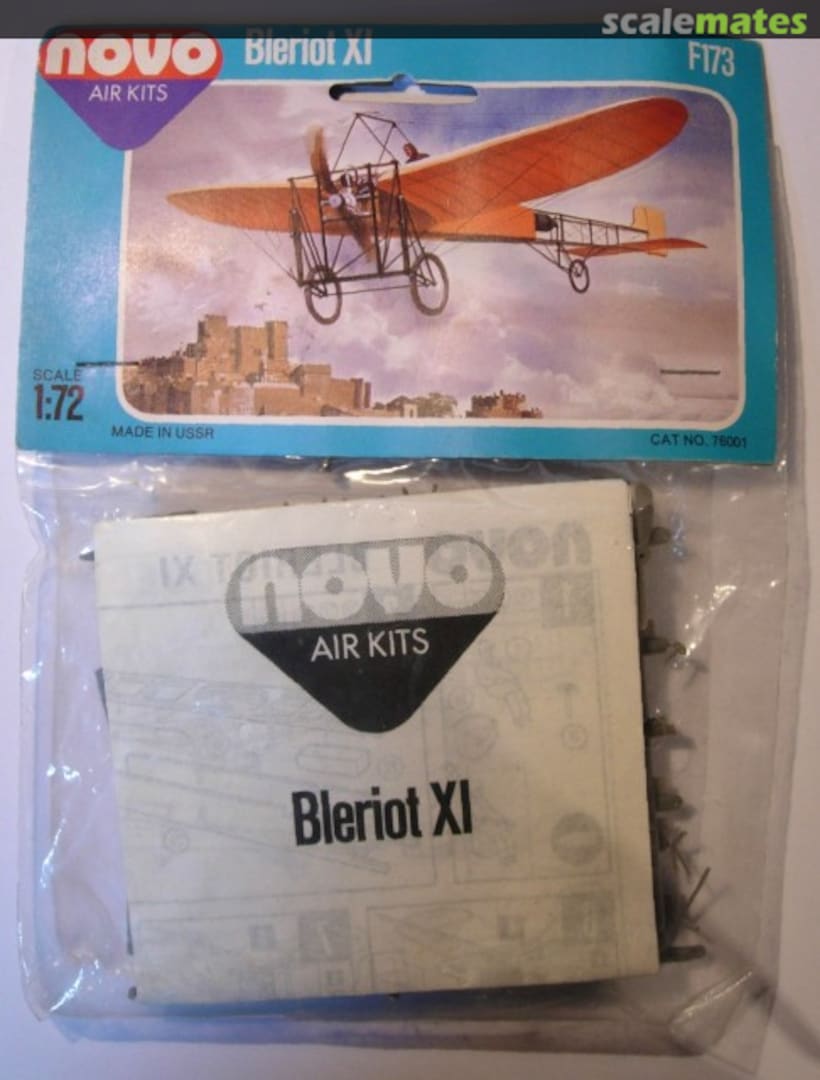 scalemates
novo
AIR KITS
Bleriot XI
F173
SCALE
1:72
MADE IN USSR
CAT NO. 76001
novo
AIR KITS
Bleriot XI